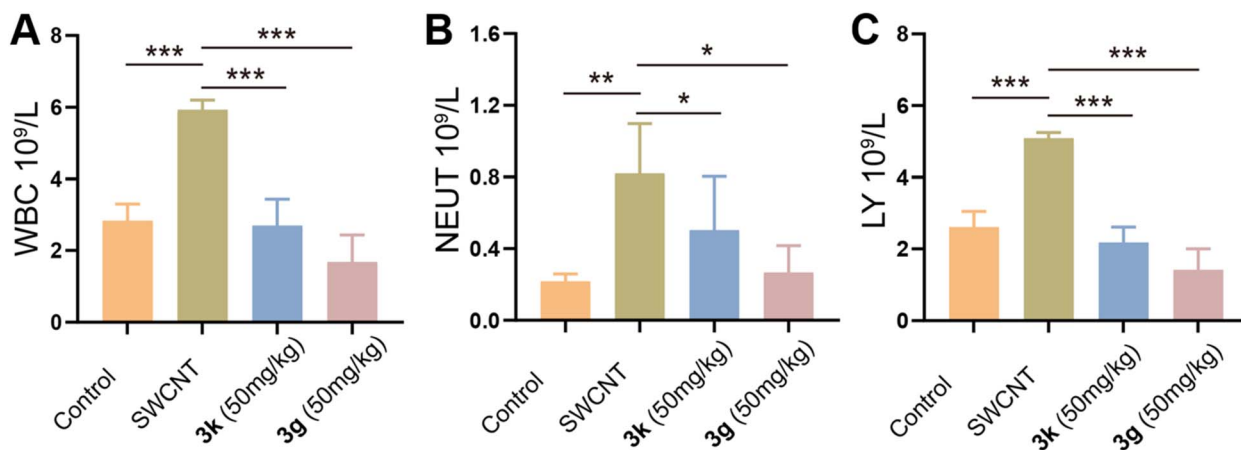 A
WBC 10⁹/L
8
6
4
2
0
***
***
***
Control
SWCNT
3k (50mg/kg)
3g (50mg/kg)
B
NEUT 10⁹/L
1.6
1.2
0.8
0.4
0.0
**
*
*
Control
SWCNT
3k (50mg/kg)
3g (50mg/kg)
C
LY 10⁹/L
8
6
4
2
0
***
***
***
Control
SWCNT
3k (50mg/kg)
3g (50mg/kg)